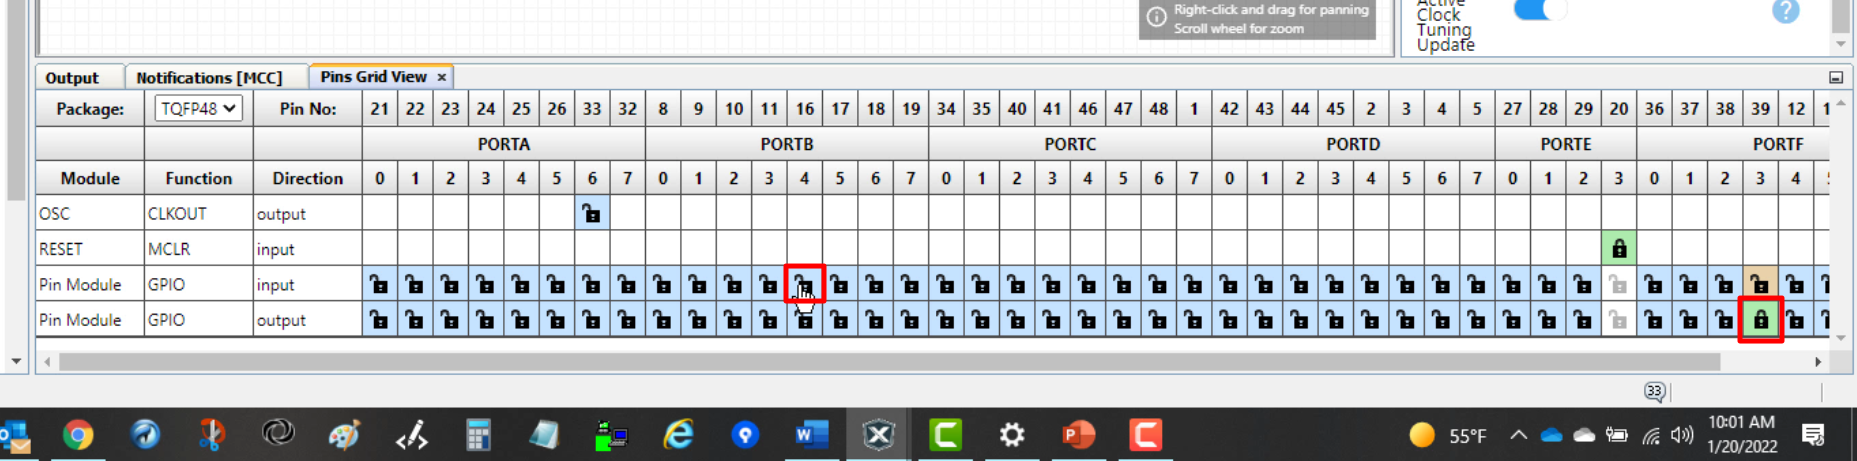 Right-click and drag for panning
Scroll wheel for zoom
Clock
Tuning
Update
Output Notifications [MCC] Pins Grid View ×
Package: TQFP48 Pin No: 21 22 23 24 25 26 33 32 8 9 10 11 16 17 18 19 34 35 40 41 46 47 48 1 42 43 44 45 2 3 4 5 27 28 29 20 36 37 38 39 12
PORTA PORTB PORTC PORTD PORTE PORTF
Module Function Direction 0 1 2 3 4 5 6 7 0 1 2 3 4 5 6 7 0 1 2 3 4 5 6 7 0 1 2 3 4 5 6 7 0 1 2 3 0 1 2 3 4
OSC CLKOUT output
RESET MCLR input
Pin Module GPIO input
Pin Module GPIO output
33
55°F
10:01 AM
1/20/2022